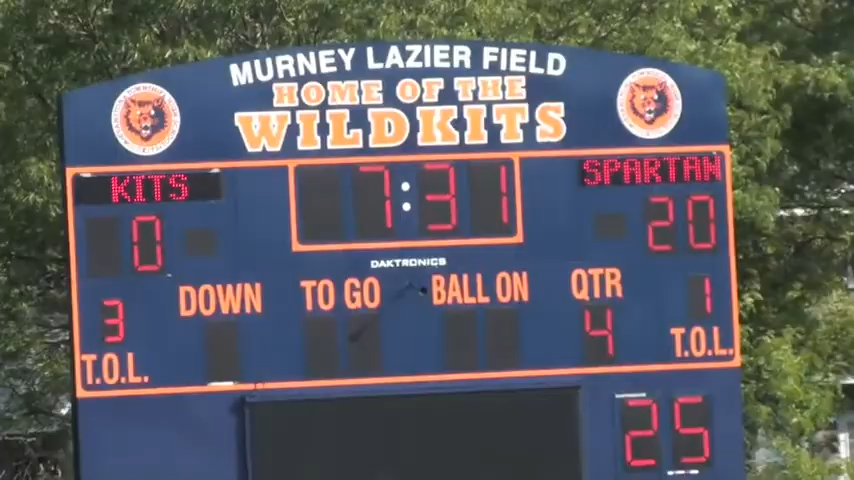 MURNEY LAZIER FIELD
HOME OF THE
WILDKITS
KITS 7:31 SPARTAN
0 20
DAKTRONICS
DOWN TO GO BALL ON QTR
3 4 1
T.O.L. T.O.L.
25